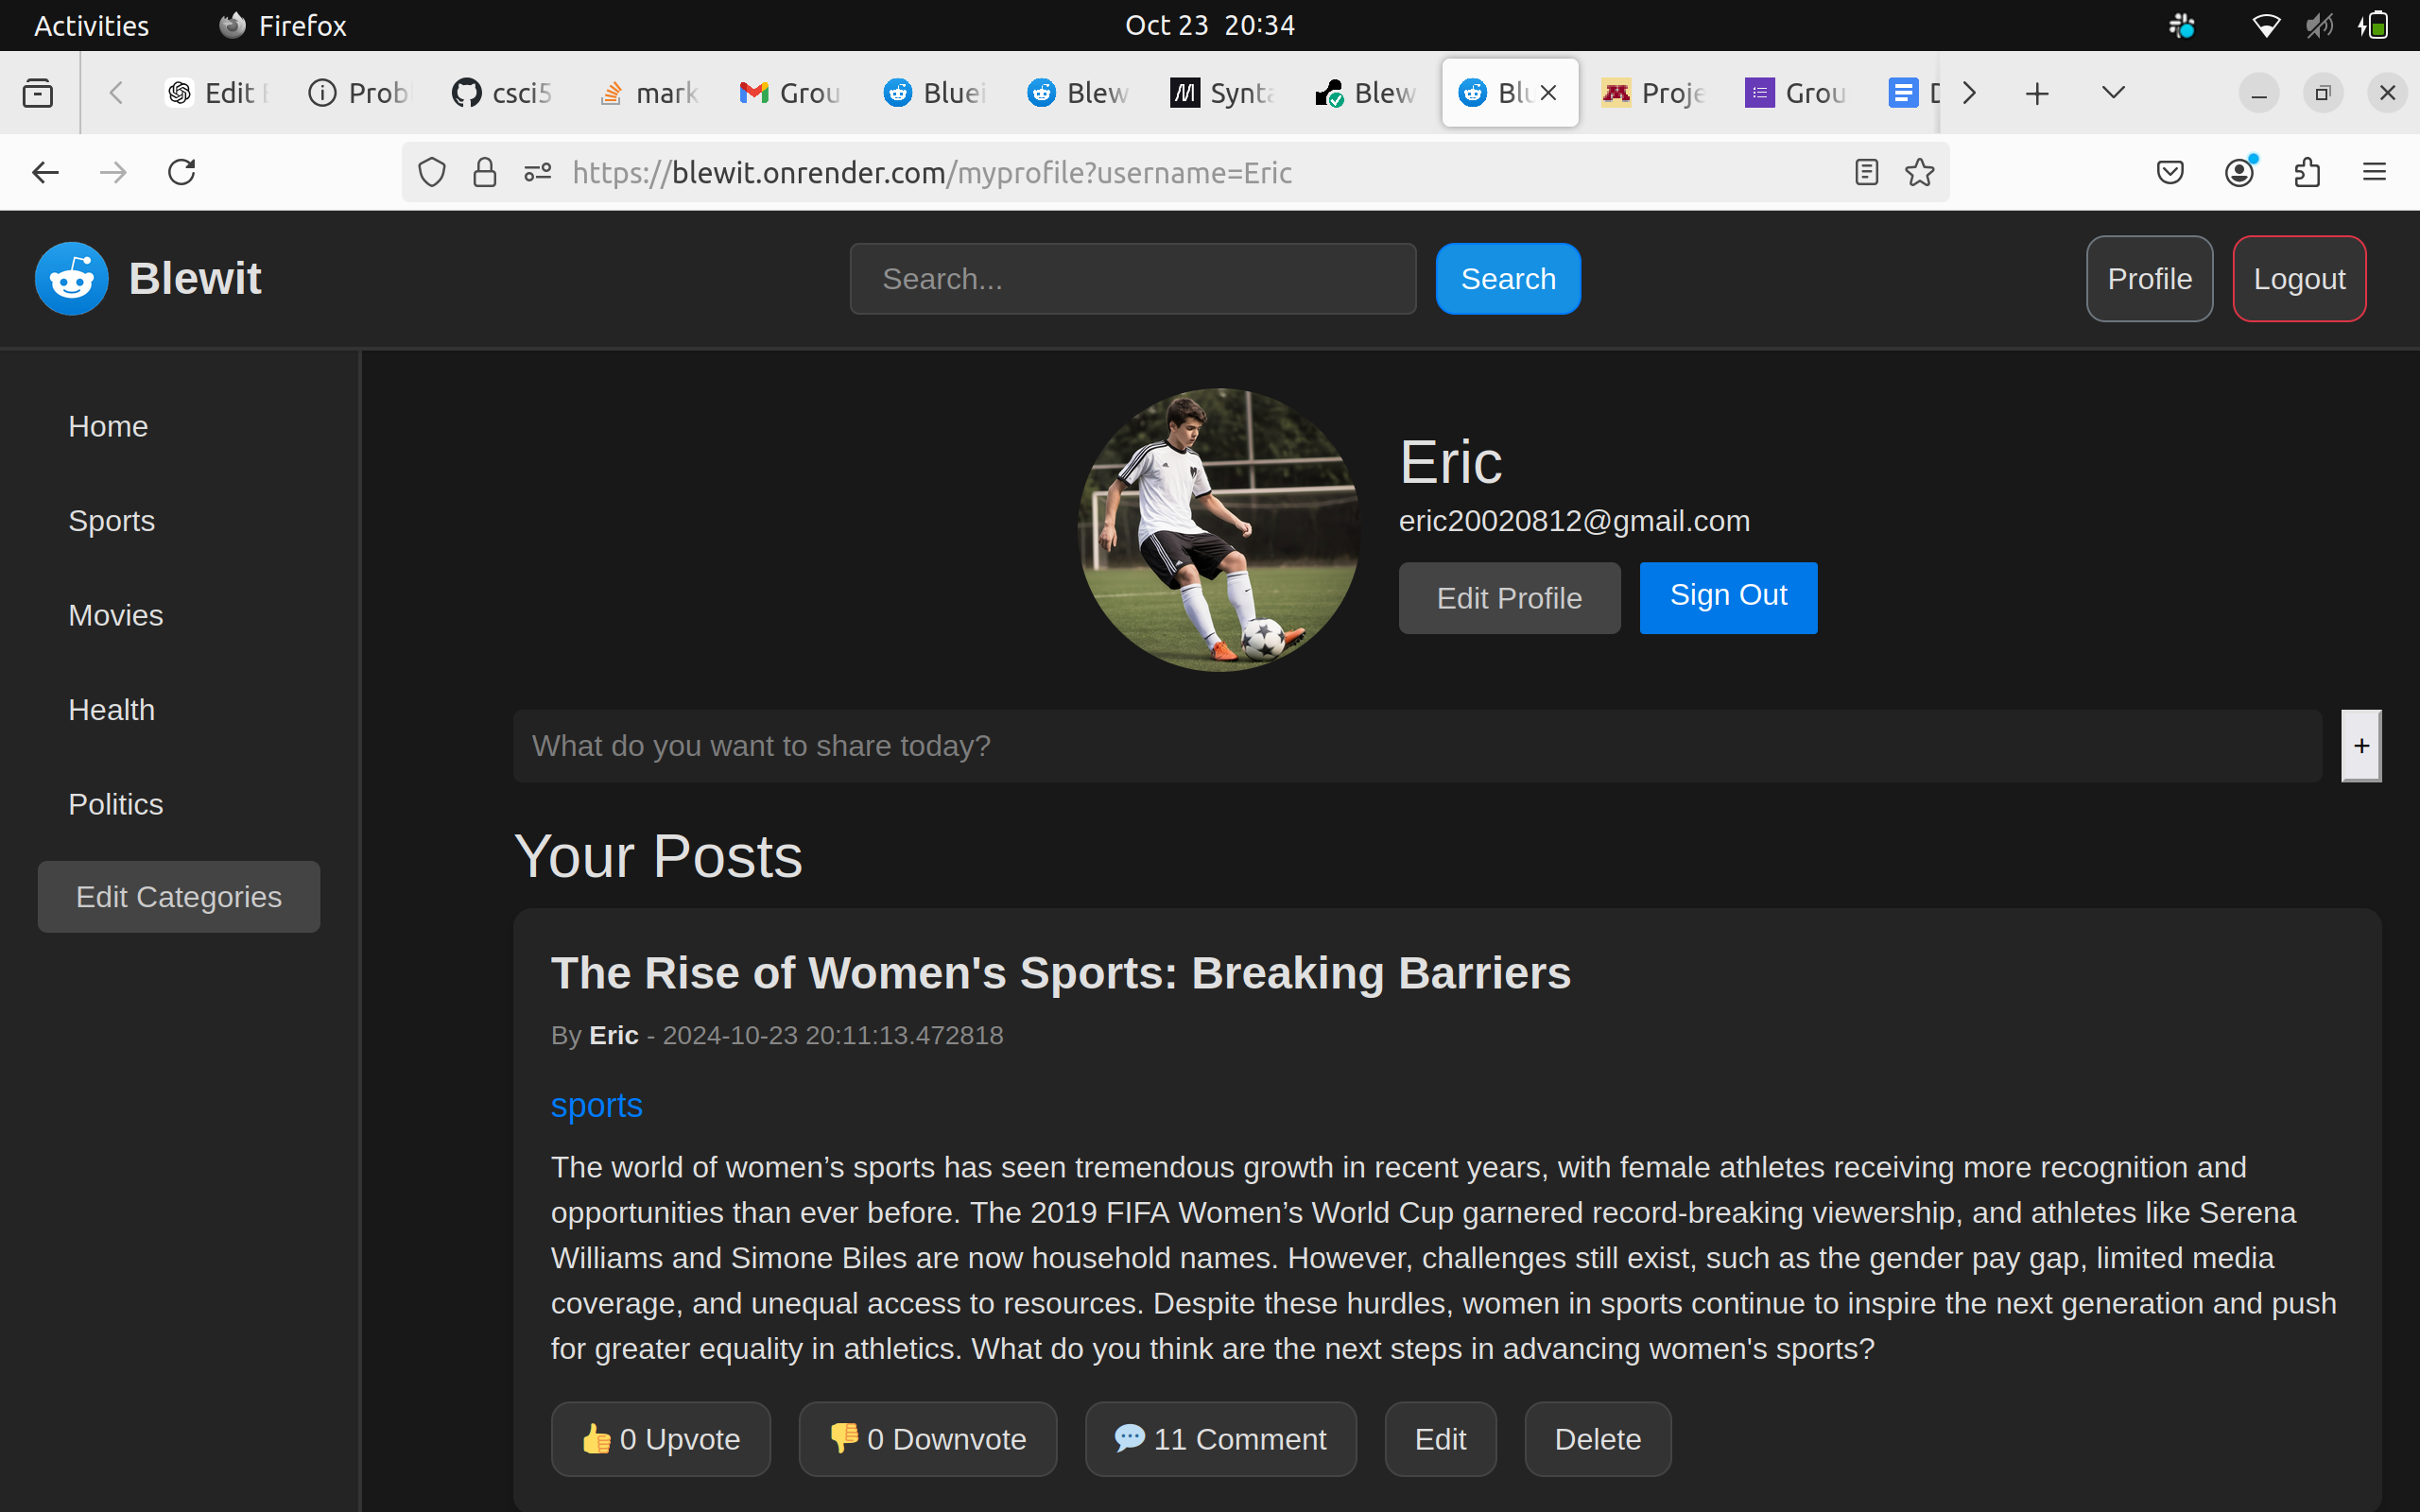 Activities Firefox Oct 23 20:34
Edit Prob csci5 mark Grou Bluei Blew Synta Blew Blu Proje Grou
https://blewit.onrender.com/myprofile?username=Eric
Blewit Search... Search Profile Logout
Home
Sports
Movies
Health
Politics
Edit Categories
Eric
eric20020812@gmail.com
Edit Profile Sign Out
What do you want to share today? +
Your Posts
The Rise of Women's Sports: Breaking Barriers
By Eric - 2024-10-23 20:11:13.472818
sports
The world of women’s sports has seen tremendous growth in recent years, with female athletes receiving more recognition and
opportunities than ever before. The 2019 FIFA Women’s World Cup garnered record-breaking viewership, and athletes like Serena
Williams and Simone Biles are now household names. However, challenges still exist, such as the gender pay gap, limited media
coverage, and unequal access to resources. Despite these hurdles, women in sports continue to inspire the next generation and push
for greater equality in athletics. What do you think are the next steps in advancing women's sports?
👍 0 Upvote 👎 0 Downvote 💬 11 Comment Edit Delete